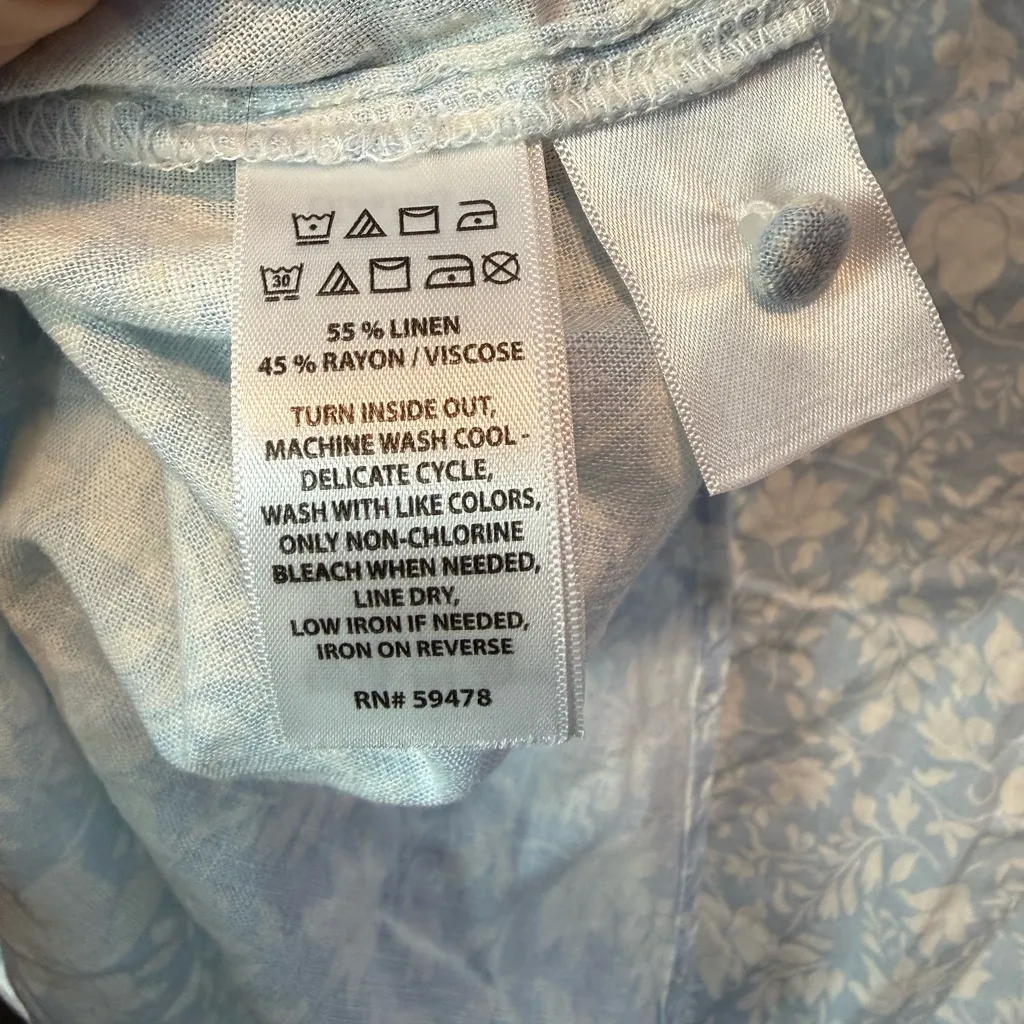 30
55 % LINEN
45 % RAYON / VISCOSE
TURN INSIDE OUT,
MACHINE WASH COOL -
DELICATE CYCLE,
WASH WITH LIKE COLORS,
ONLY NON-CHLORINE
BLEACH WHEN NEEDED,
LINE DRY,
LOW IRON IF NEEDED,
IRON ON REVERSE
RN# 59478